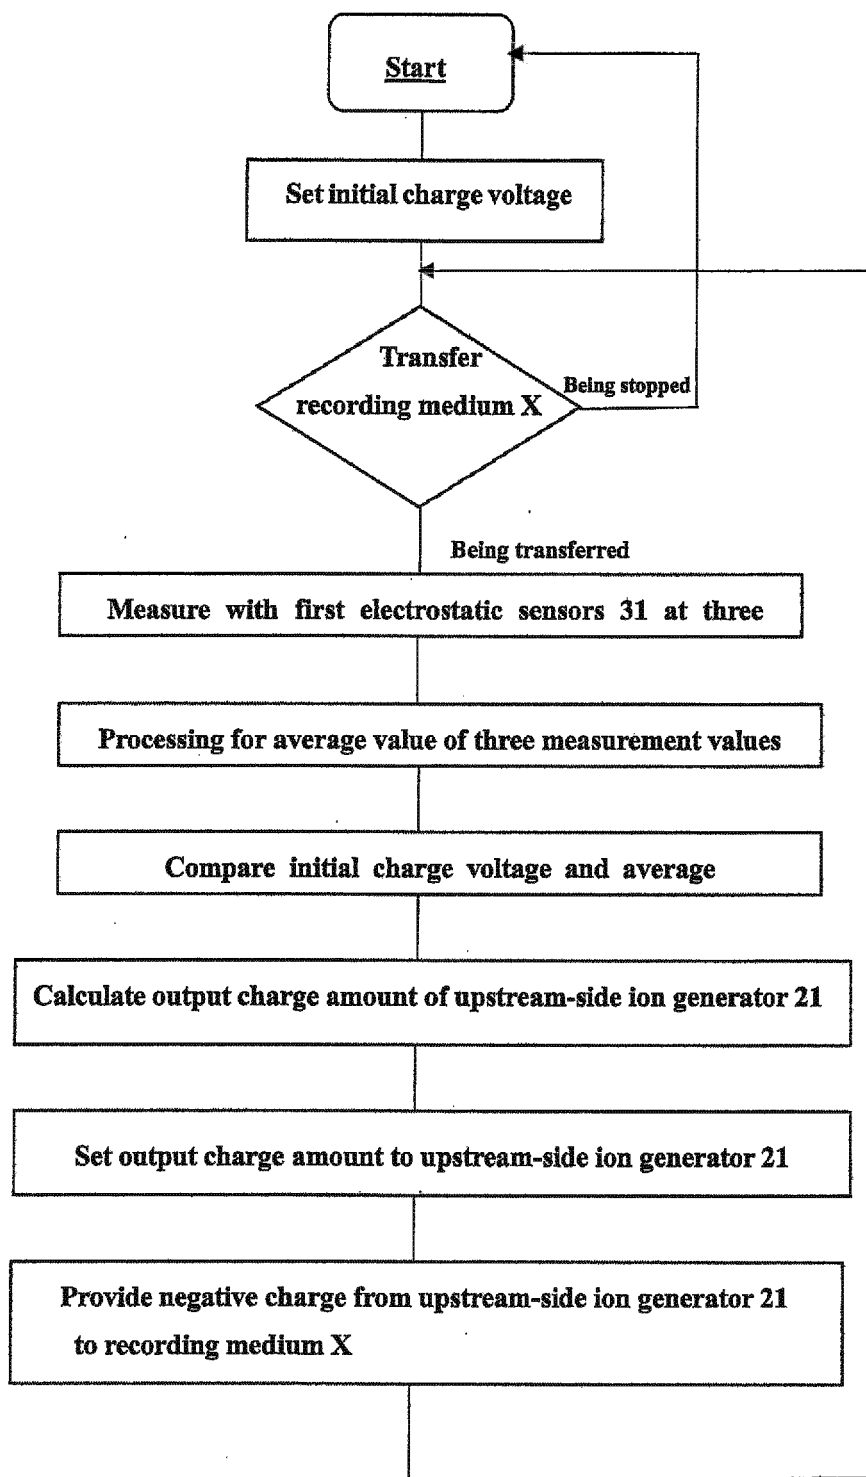 Start
Set initial charge voltage
Transfer
recording medium X
Being stopped
Being transferred
Measure with first electrostatic sensors 31 at three
Processing for average value of three measurement values
Compare initial charge voltage and average
Calculate output charge amount of upstream-side ion generator 21
Set output charge amount to upstream-side ion generator 21
Provide negative charge from upstream-side ion generator 21
to recording medium X